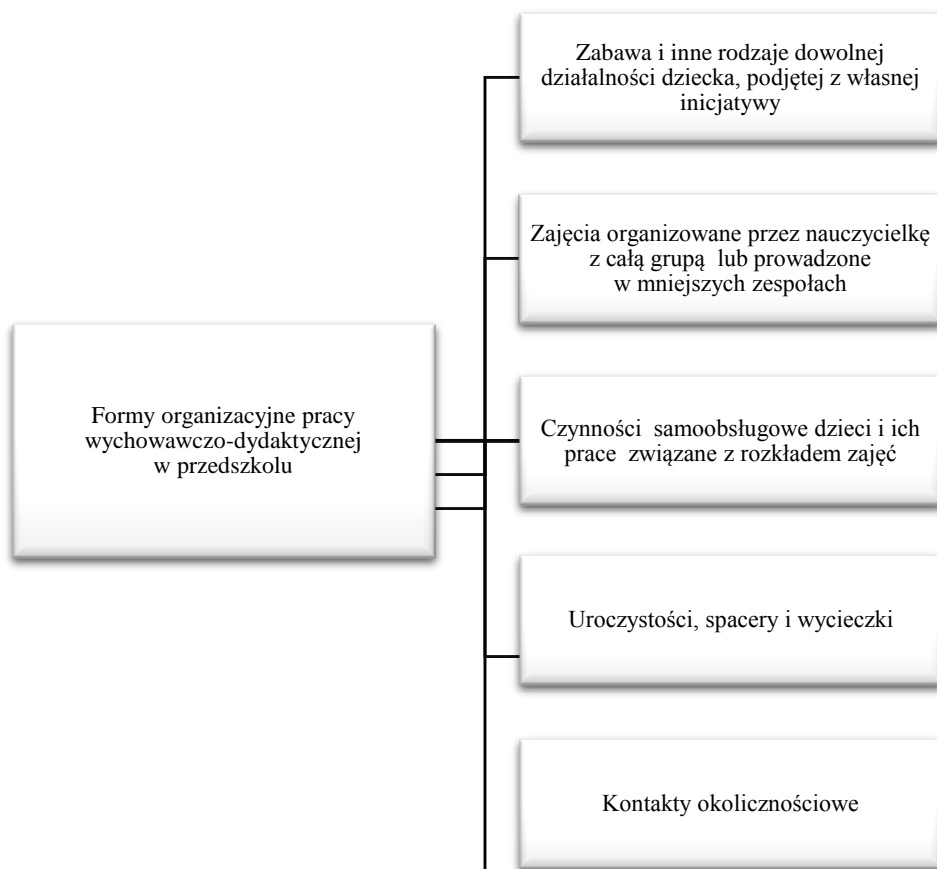 Zabawa i inne rodzaje dowolnej
działalności dziecka, podjętej z własnej
inicjatywy
Zajęcia organizowane przez nauczycielkę
z całą grupą  lub prowadzone
w mniejszych zespołach
Formy organizacyjne pracy
wychowawczo-dydaktycznej
w przedszkolu
Czynności  samoobsługowe dzieci i ich
prace  związane z rozkładem zajęć
Uroczystości, spacery i wycieczki
Kontakty okolicznościowe